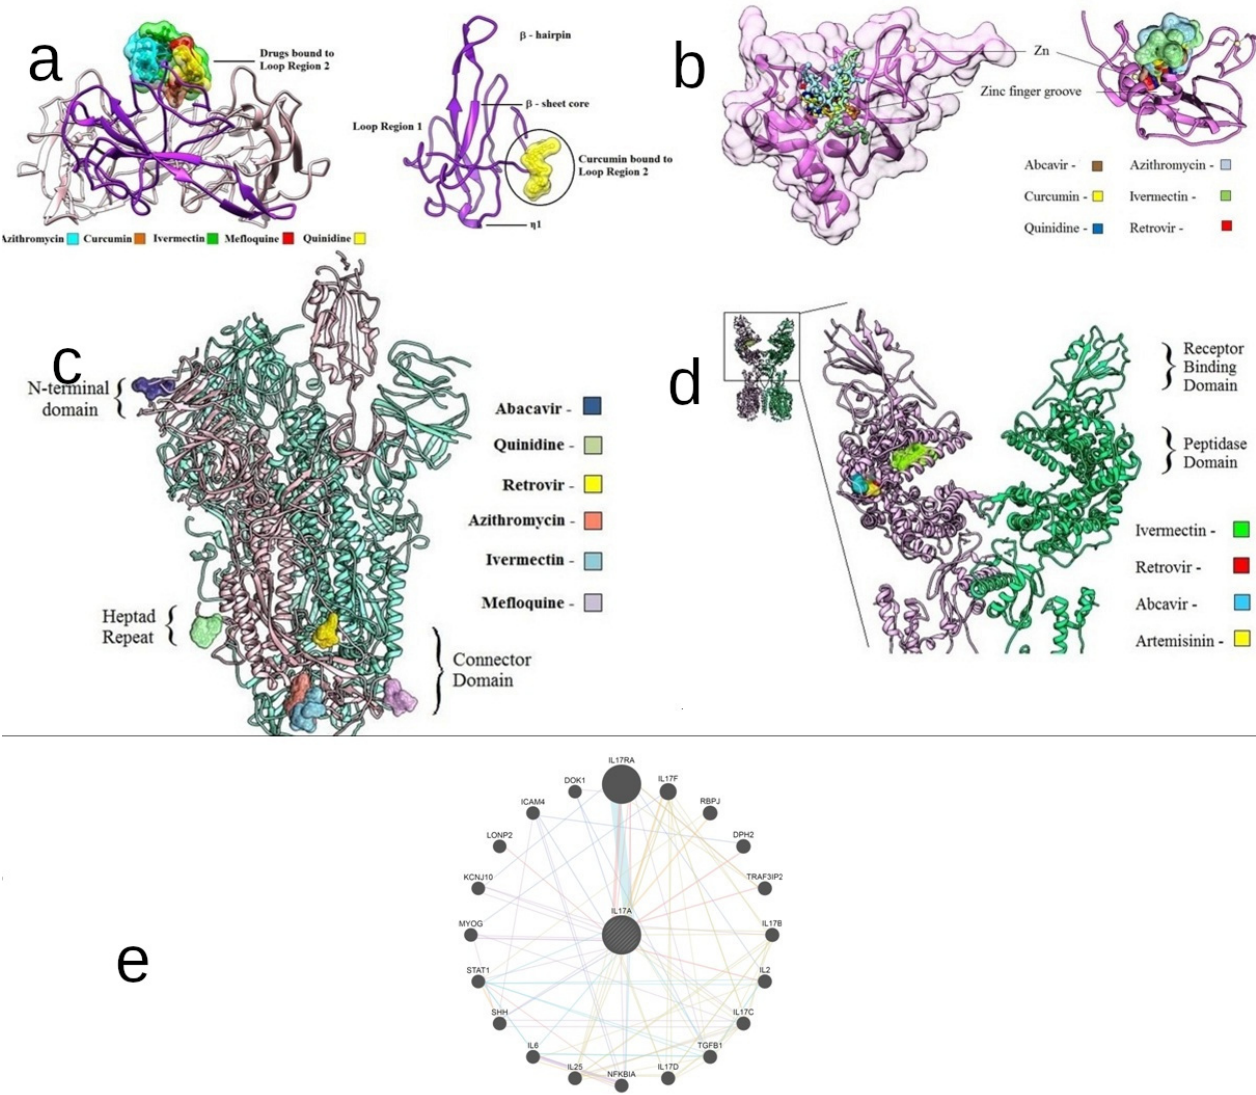 a
Drugs bound to
Loop Region 2
Azithromycin Curcumin Ivermectin Mefloquine Quinidine
β - hairpin
β - sheet core
Loop Region 1
Curcumin bound to
Loop Region 2
η1
b
Zn
Zinc finger groove
Abcavir - Azithromycin -
Curcumin - Ivermectin -
Quinidine - Retrovir -
c
N-terminal
domain
Heptad
Repeat
Connector
Domain
Abacavir -
Quinidine -
Retrovir -
Azithromycin -
Ivermectin -
Mefloquine -
d
Receptor
Binding
Domain
Peptidase
Domain
Ivermectin -
Retrovir -
Abcavir -
Artemisinin -
e
IL17RA
DOK1
IL17F
ICAM4
RBPJ
LONP2
DPH2
KCNJ10
TRAF3IP2
IL17A
MYOG
IL17B
STAT1
IL2
SHH
IL17C
IL6
TGFB1
IL25
NFKBIA
IL17D